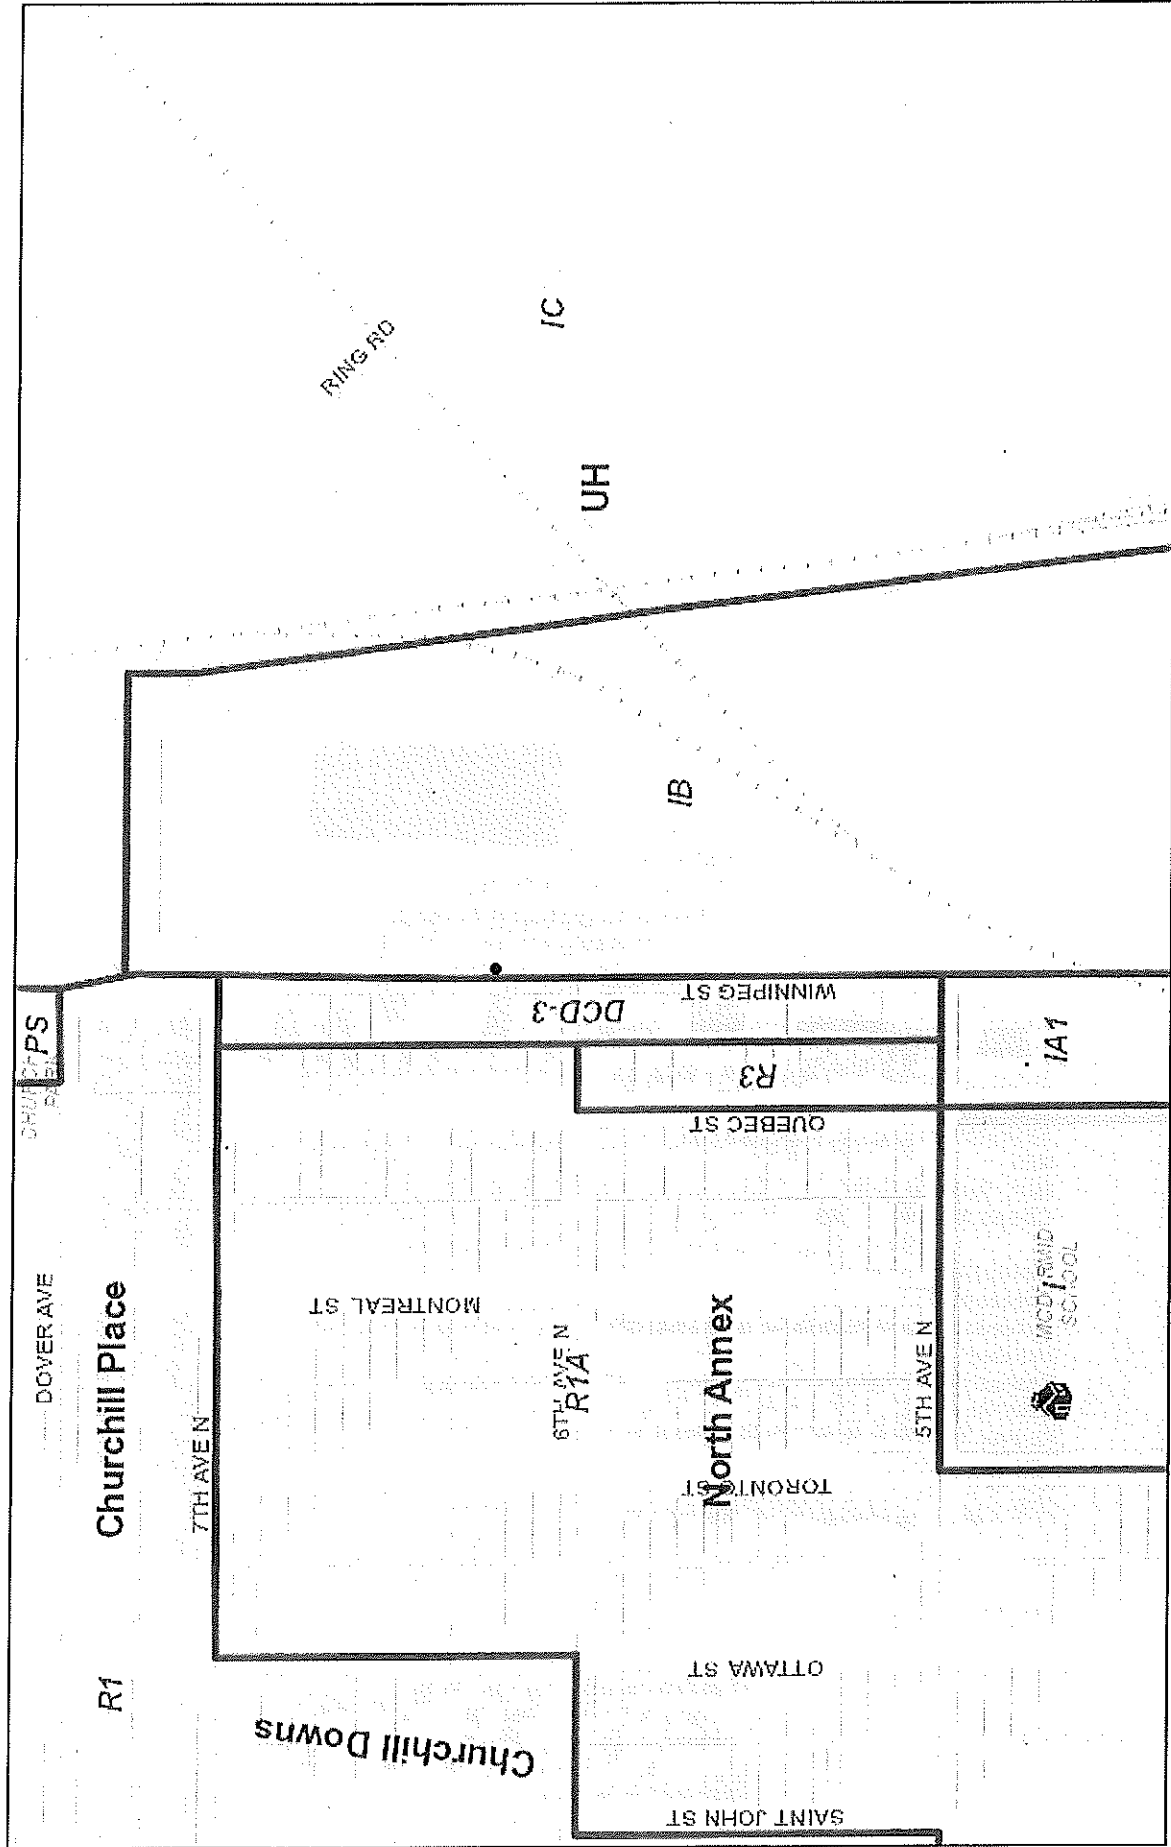 RING RD
IC
UH
IB
PS
WINNIPEG ST
DCD-3
R3
IA1
QUEBEC ST
DOVER AVE
Churchill Place
7TH AVE N
MONTREAL ST
6TH AVE N
R1A
North Annex
5TH AVE N
SCHOOL
TORONTO ST
R1
Churchill Downs
OTTAWA ST
SAINT JOHN ST